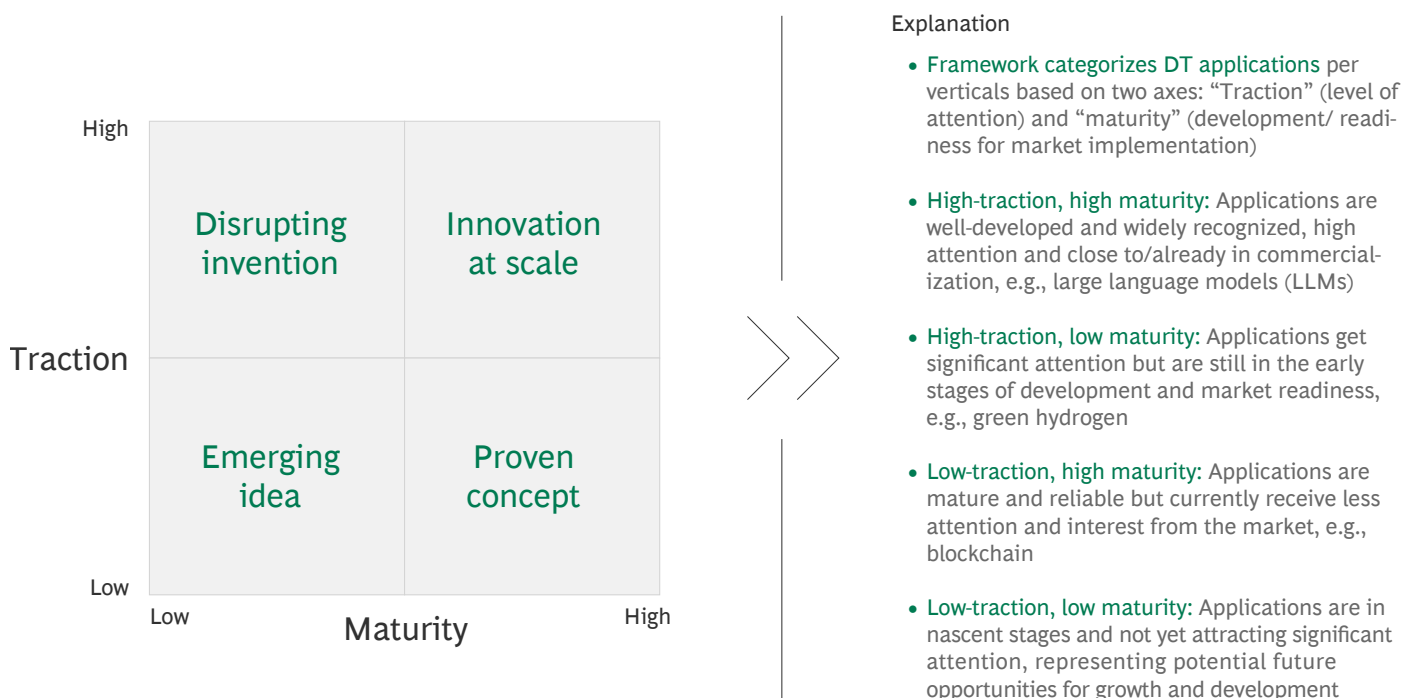 High
Disrupting
invention
Innovation
at scale
Traction
Emerging
idea
Proven
concept
Low
Low
Maturity
High
Explanation
• Framework categorizes DT applications per
verticals based on two axes: “Traction” (level of
attention) and “maturity” (development/ readi-
ness for market implementation)
• High-traction, high maturity: Applications are
well-developed and widely recognized, high
attention and close to/already in commercial-
ization, e.g., large language models (LLMs)
• High-traction, low maturity: Applications get
significant attention but are still in the early
stages of development and market readiness,
e.g., green hydrogen
• Low-traction, high maturity: Applications are
mature and reliable but currently receive less
attention and interest from the market, e.g.,
blockchain
• Low-traction, low maturity: Applications are in
nascent stages and not yet attracting significant
attention, representing potential future
opportunities for growth and development